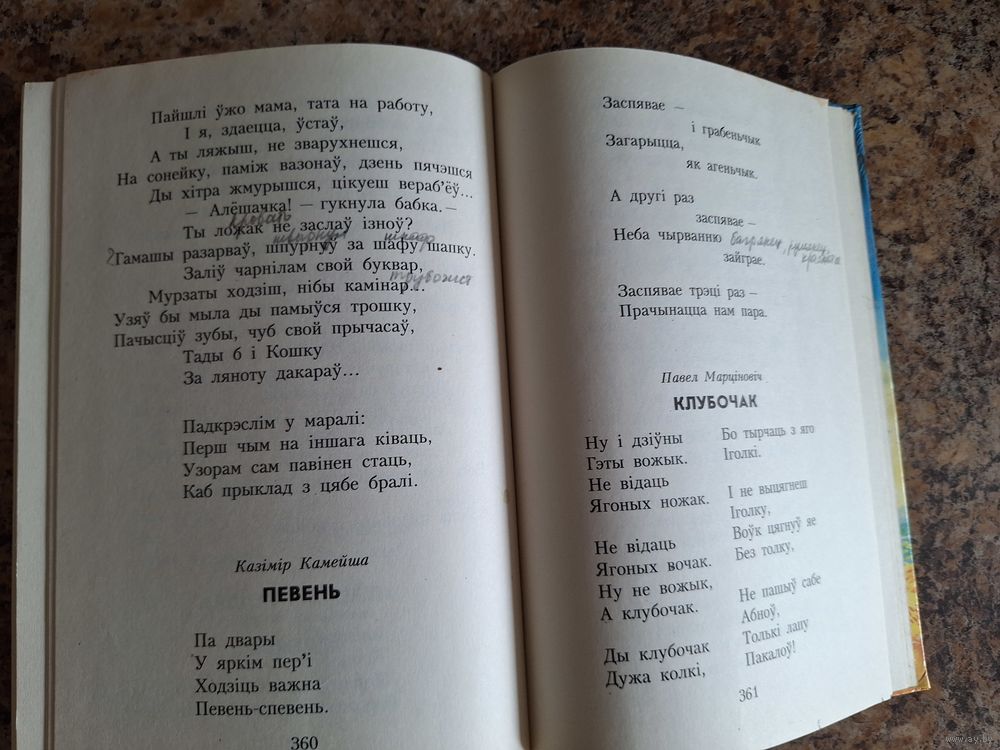 Пайшлі ўжо мама, тата на работу,
І я, здаецца, ўстаў,
А ты ляжыш, не зварухнешся,
На сонейку, паміж вазонаў, дзень пячэшся
Ды хітра жмурышся, цікуеш вераб'ёў...
— Алёшачка! — гукнула бабка.—
кровать
Ты ложак не заслаў ізноў?
швырнул шкаф
? Гамашы разарваў, шпурнуў за шафу шапку.
Заліў чарнілам свой буквар,
трубочист
Мурзаты ходзіш, нібы камінар...
Узяў бы мыла ды памыўся трошку,
Пачысціў зубы, чуб свой прычасаў,
Тады б і Кошку
За ляноту дакараў...
Падкрэслім у маралі:
Перш чым на іншага ківаць,
Узорам сам павінен стаць,
Каб прыклад з цябе бралі.
Казімір Камейша
ПЕВЕНЬ
Па двары
У яркім пер'і
Ходзіць важна
Певень-спевень.
360
Заспявае —
і грабеньчык
Загарыцца,
як агеньчык.
А другі раз
заспявае —
Неба чырванню
зайграе.
Заспявае трэці раз —
Прачынацца нам пара.
Павел Марціновіч
КЛУБОЧАК
Ну і дзіўны
Гэты вожык.
Не відаць
Ягоных ножак.
Не відаць
Ягоных вочак.
Ну не вожык,
А клубочак.
Ды клубочак
Дужа колкі,
Бо тырчаць з яго
Іголкі.
І не выцягнеш
Іголку,
Воўк цягнуў яе
Без толку,
Не пашыў сабе
Абноў,
Толькі лапу
Пакалоў!
361
www.ay.by